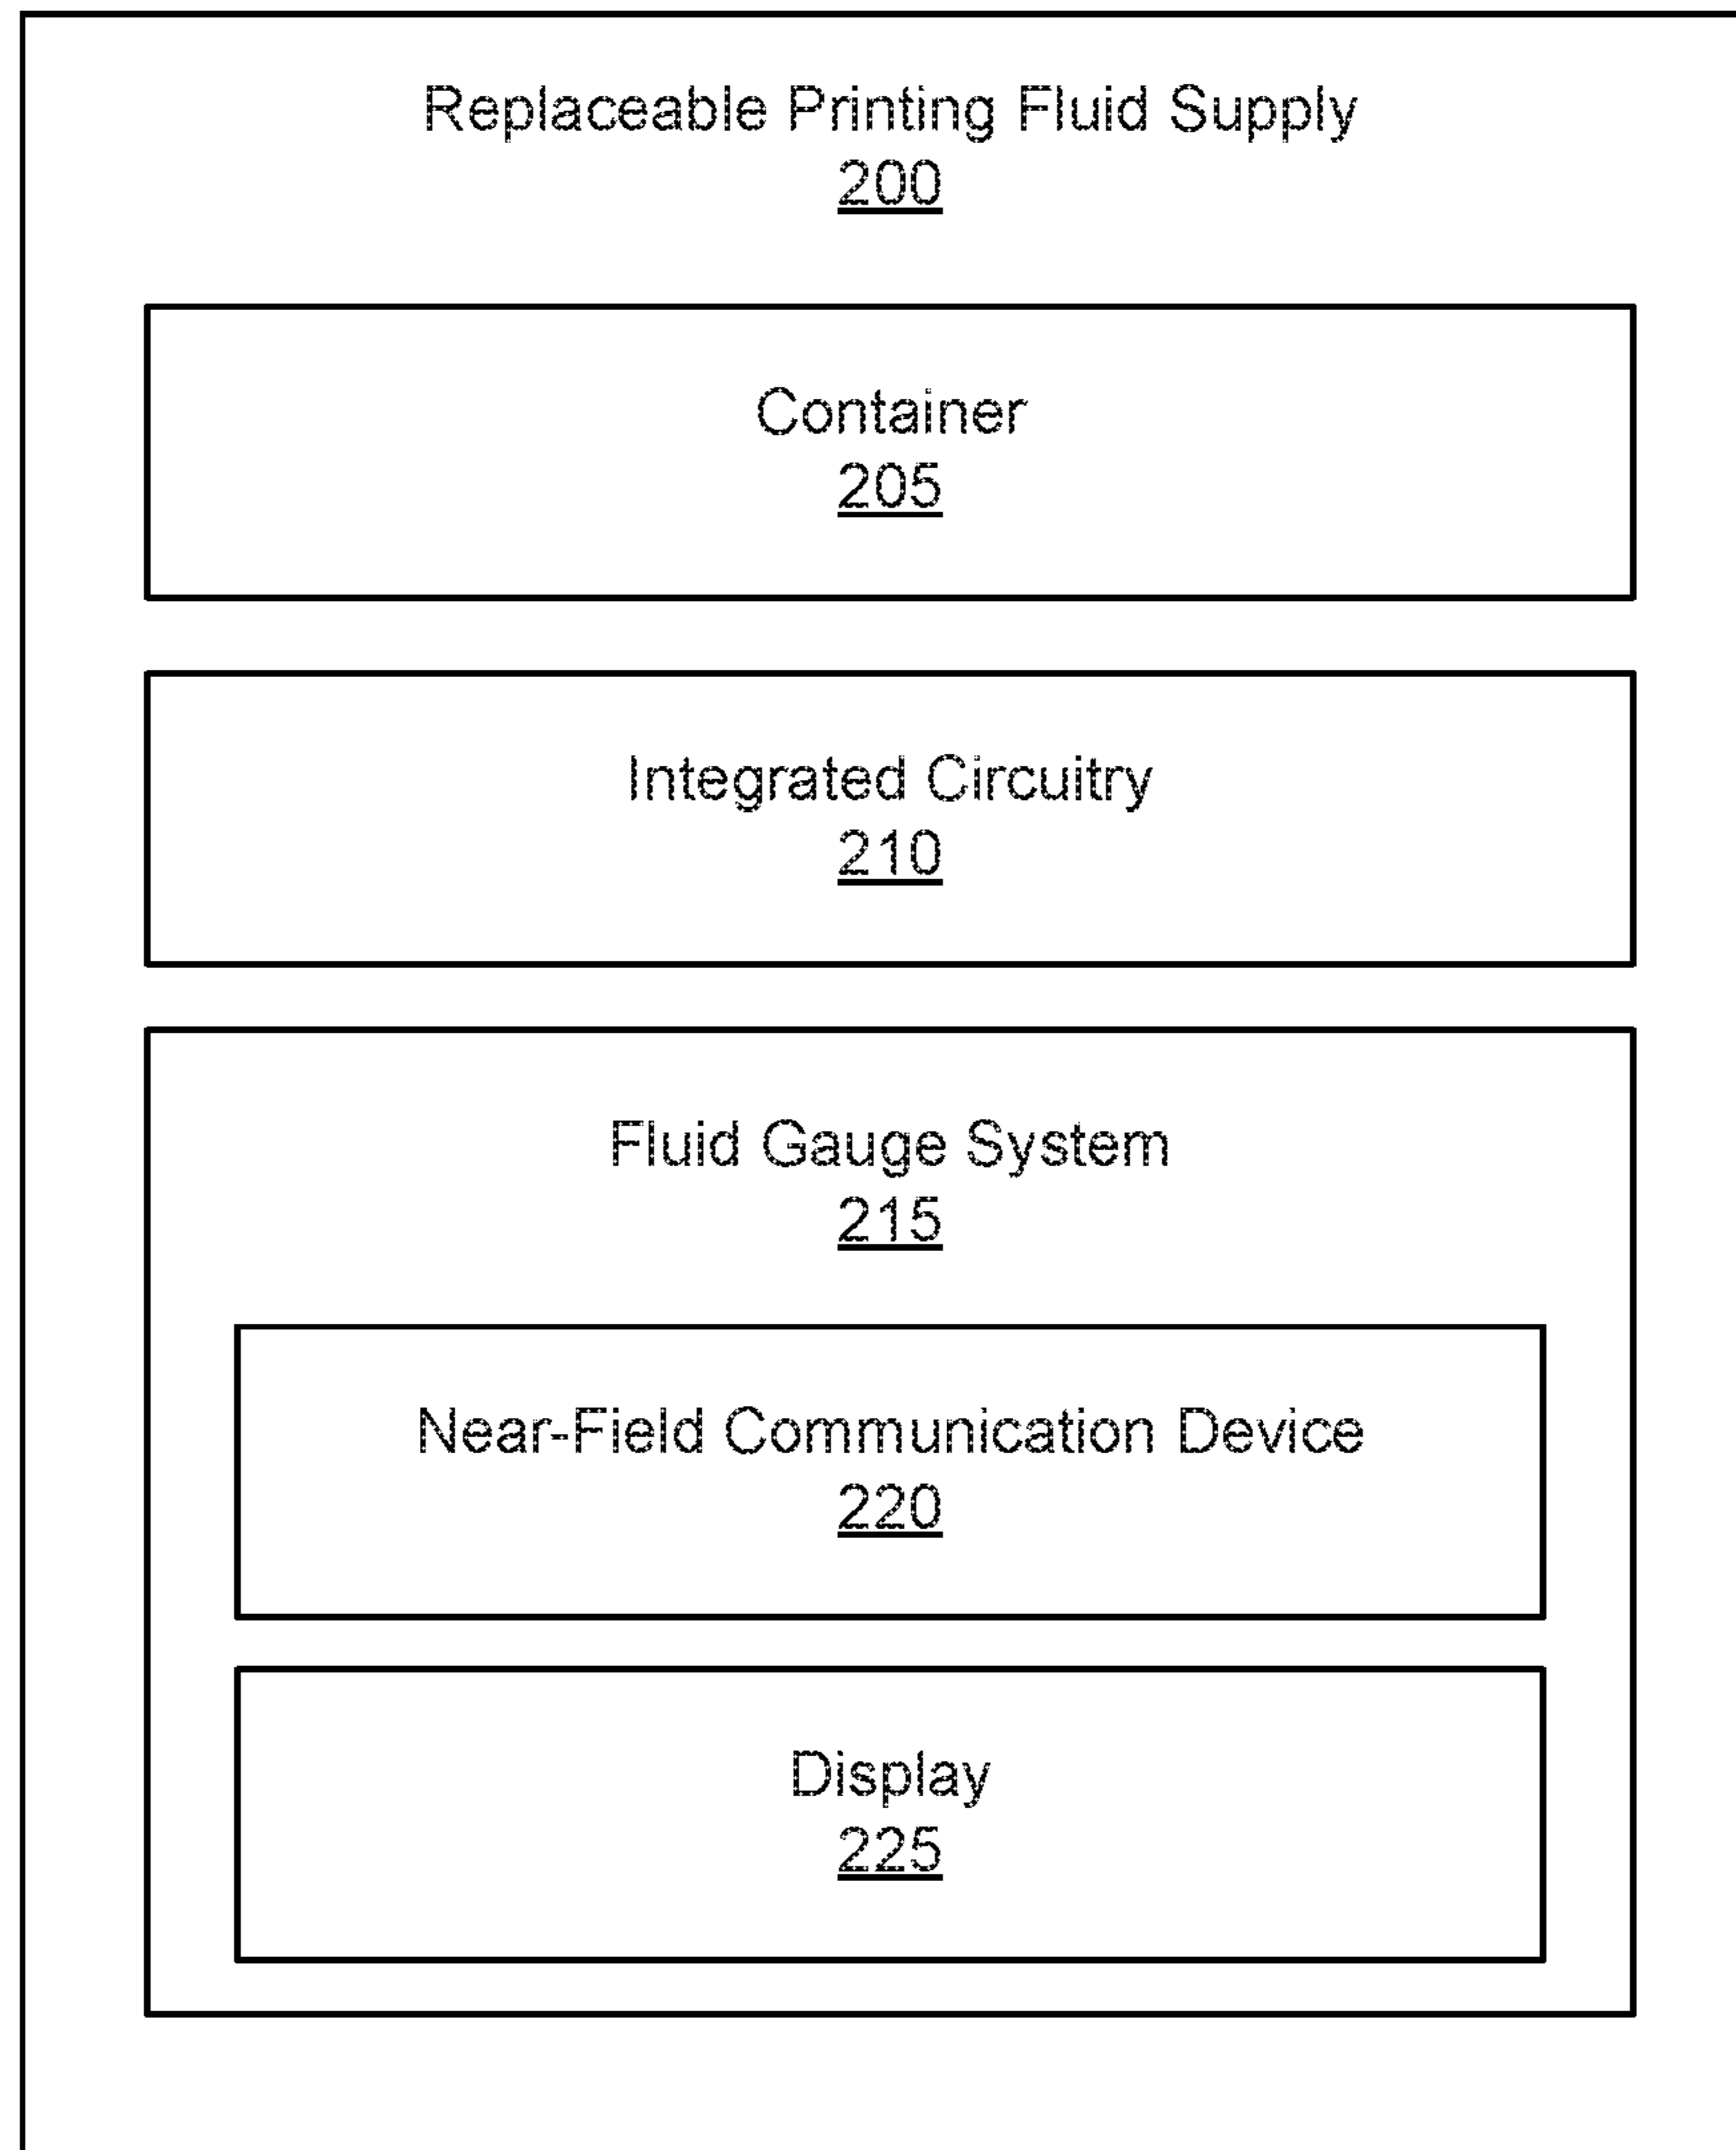 Replaceable Printing Fluid Supply
200
Container
205
Integrated Circuitry
210
Fluid Gauge System
215
Near-Field Communication Device
220
Display
225